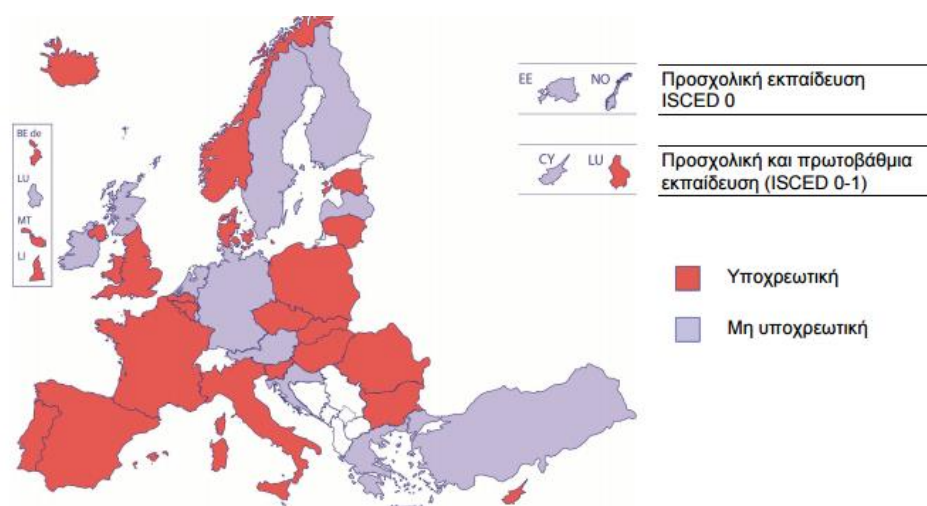 EE
NO
Προσχολική εκπαίδευση
ISCED 0
CY
LU
Προσχολική και πρωτοβάθμια
εκπαίδευση (ISCED 0-1)
BE de
LU
MT
LI
Υποχρεωτική
Μη υποχρεωτική